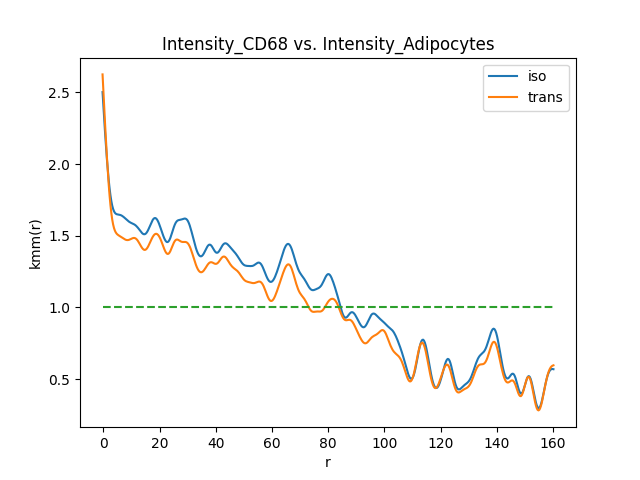 Intensity_CD68 vs. Intensity_Adipocytes
iso
trans
kmm(r)
2.5
2.0
1.5
1.0
0.5
0 20 40 60 80 100 120 140 160
r